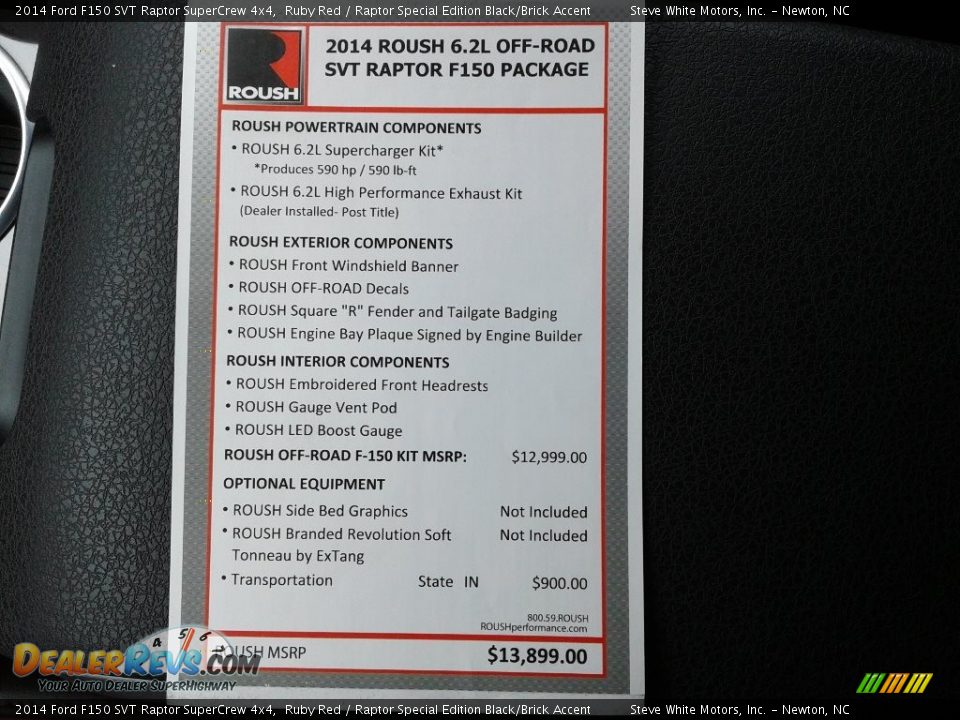 2014 Ford F150 SVT Raptor SuperCrew 4x4,  Ruby Red / Raptor Special Edition Black/Brick Accent  Steve White Motors, Inc. – Newton, NC
ROUSH
2014 ROUSH 6.2L OFF-ROAD
SVT RAPTOR F150 PACKAGE
ROUSH POWERTRAIN COMPONENTS
• ROUSH 6.2L Supercharger Kit*
*Produces 590 hp / 590 lb-ft
• ROUSH 6.2L High Performance Exhaust Kit
(Dealer Installed- Post Title)
ROUSH EXTERIOR COMPONENTS
• ROUSH Front Windshield Banner
• ROUSH OFF-ROAD Decals
• ROUSH Square "R" Fender and Tailgate Badging
• ROUSH Engine Bay Plaque Signed by Engine Builder
ROUSH INTERIOR COMPONENTS
• ROUSH Embroidered Front Headrests
• ROUSH Gauge Vent Pod
• ROUSH LED Boost Gauge
ROUSH OFF-ROAD F-150 KIT MSRP: $12,999.00
OPTIONAL EQUIPMENT
• ROUSH Side Bed Graphics Not Included
• ROUSH Branded Revolution Soft Not Included
Tonneau by ExTang
• Transportation State IN $900.00
800.59.ROUSH
ROUSHperformance.com
ROUSH MSRP $13,899.00
4 5 6
DealerRevs.com
Your Auto Dealer SuperHighway
2014 Ford F150 SVT Raptor SuperCrew 4x4,  Ruby Red / Raptor Special Edition Black/Brick Accent  Steve White Motors, Inc. – Newton, NC